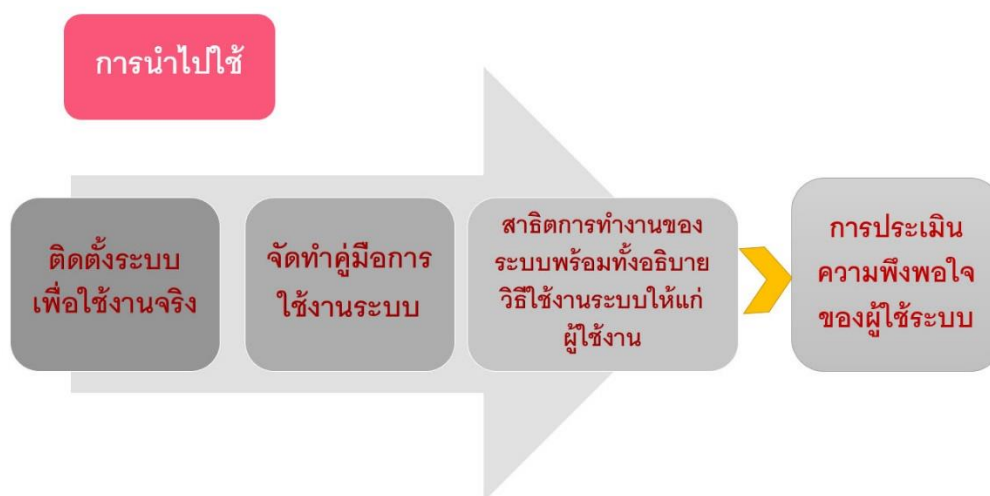 การนำไปใช้
ติดตั้งระบบ
เพื่อใช้งานจริง
จัดทำคู่มือการ
ใช้งานระบบ
สาธิตการทำงานของ
ระบบพร้อมทั้งอธิบาย
วิธีใช้งานระบบให้แก่
ผู้ใช้งาน
การประเมิน
ความพึงพอใจ
ของผู้ใช้ระบบ